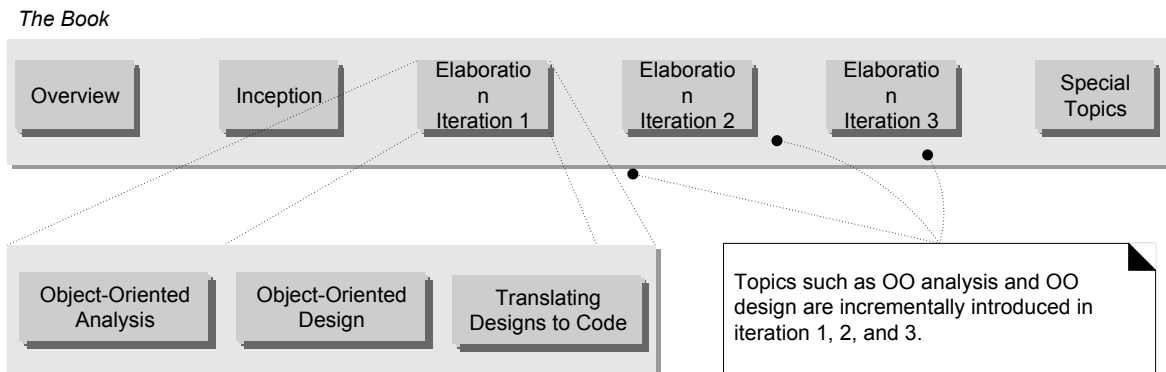 The Book
Overview
Inception
Elaboratio
n
Iteration 1
Elaboratio
n
Iteration 2
Elaboratio
n
Iteration 3
Special
Topics
Object-Oriented
Analysis
Object-Oriented
Design
Translating
Designs to Code
Topics such as OO analysis and OO
design are incrementally introduced in
iteration 1, 2, and 3.